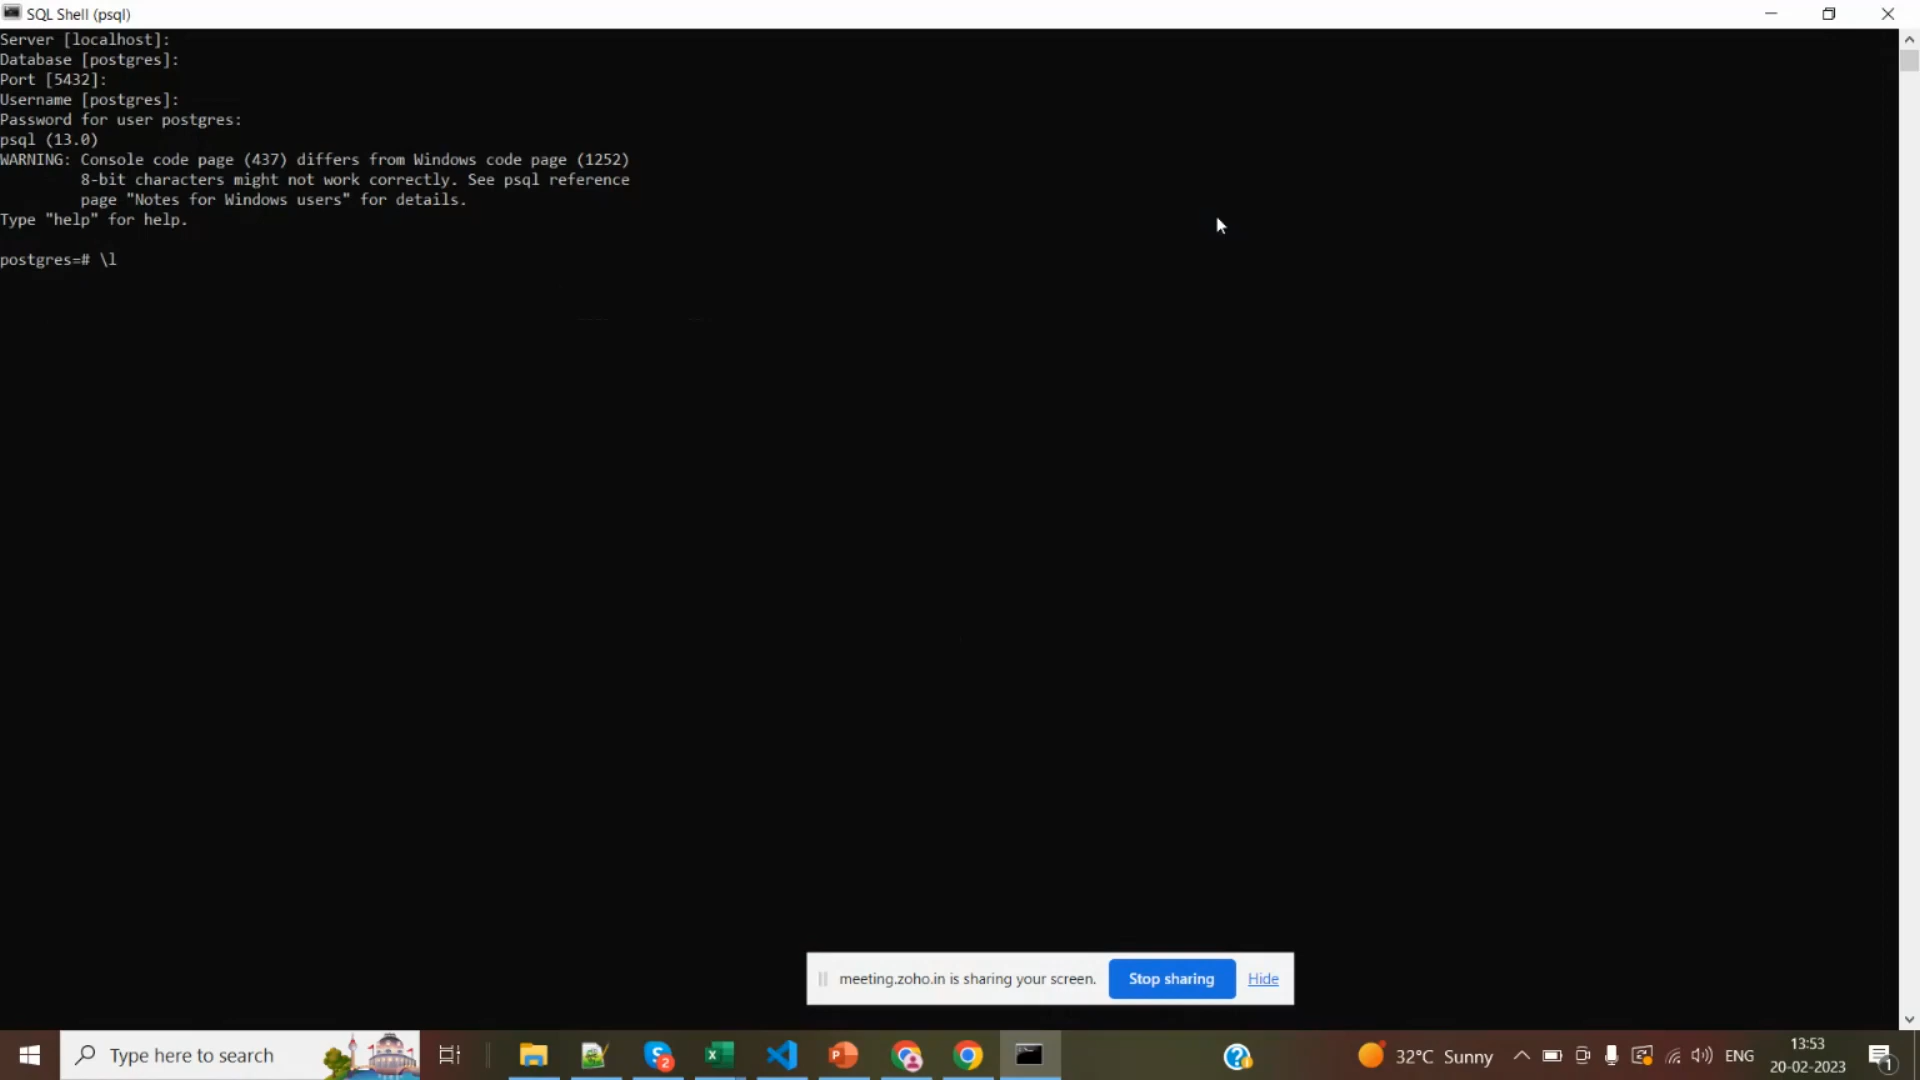 SQL Shell (psql)
Server [localhost]:
Database [postgres]:
Port [5432]:
Username [postgres]:
Password for user postgres:
psql (13.0)
WARNING: Console code page (437) differs from Windows code page (1252)
8-bit characters might not work correctly. See psql reference
page "Notes for Windows users" for details.
Type "help" for help.
postgres=# \l
meeting.zoho.in is sharing your screen. Stop sharing Hide
Type here to search
2
32°C Sunny
ENG
13:53
20-02-2023
1